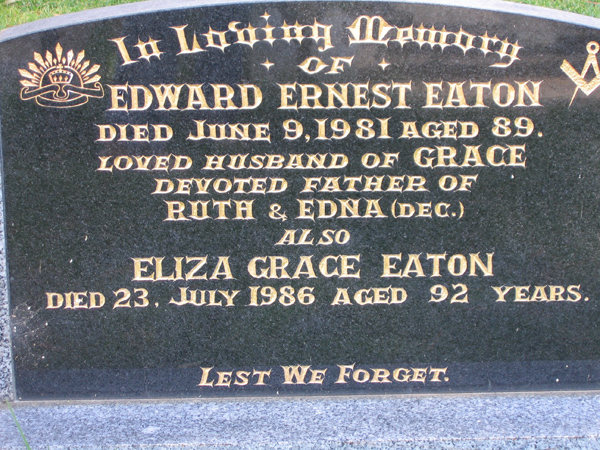 In Loving Memory
OF
EDWARD ERNEST EATON
DIED JUNE 9, 1981 AGED 89.
LOVED HUSBAND OF GRACE
DEVOTED FATHER OF
RUTH & EDNA (DEC.)
ALSO
ELIZA GRACE EATON
DIED 23. JULY 1986 AGED 92 YEARS.
LEST WE FORGET.